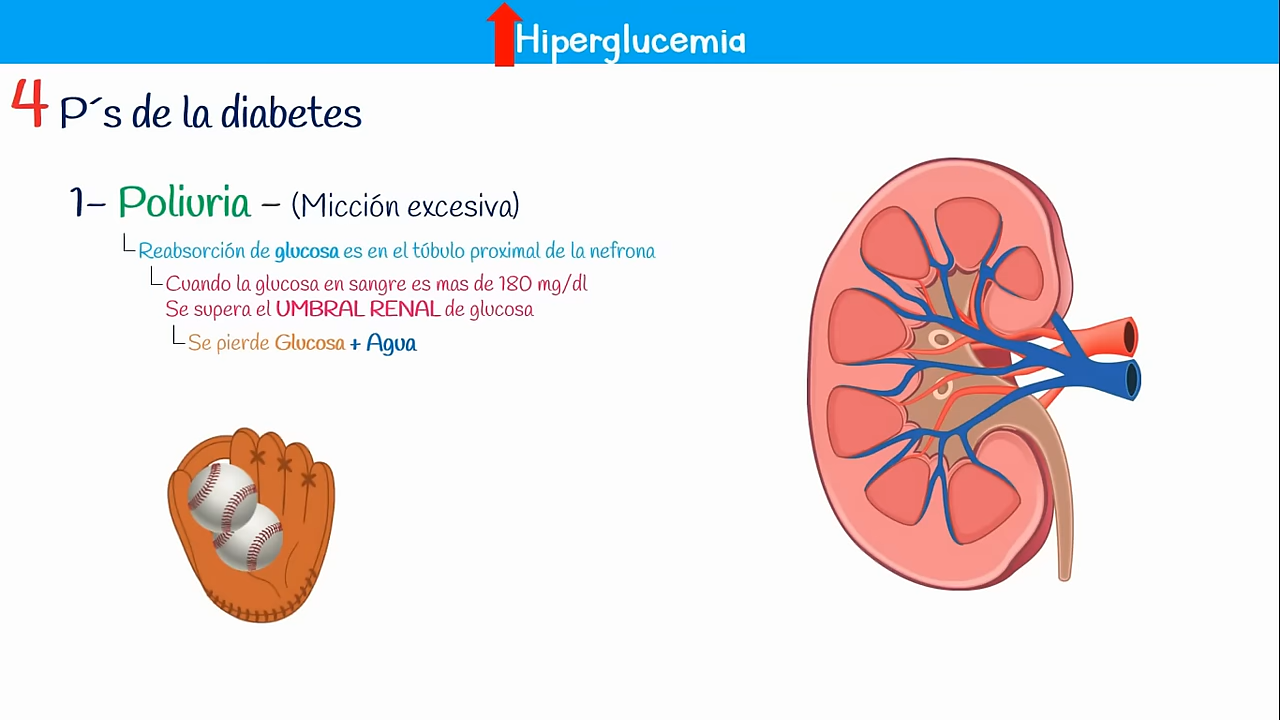 Hiperglucemia
4 P´s de la diabetes
1- Poliuria - (Micción excesiva)
Reabsorción de glucosa es en el túbulo proximal de la nefrona
Cuando la glucosa en sangre es mas de 180 mg/dl
Se supera el UMBRAL RENAL de glucosa
Se pierde Glucosa + Agua